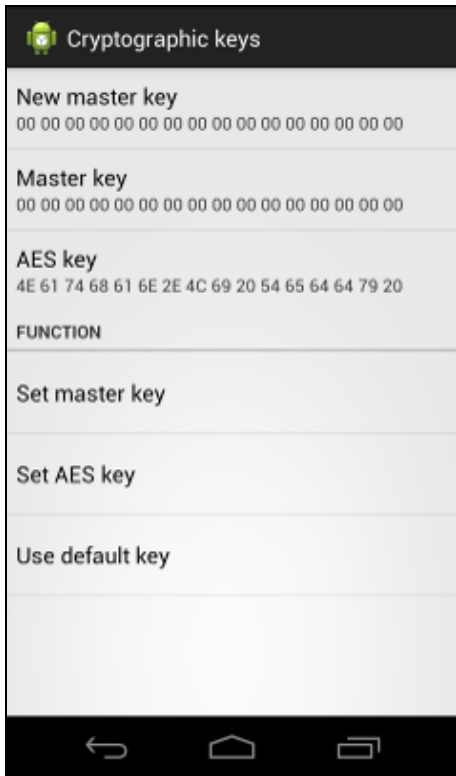 Cryptographic keys
New master key
00 00 00 00 00 00 00 00 00 00 00 00 00 00 00 00
Master key
00 00 00 00 00 00 00 00 00 00 00 00 00 00 00 00
AES key
4E 61 74 68 61 6E 2E 4C 69 20 54 65 64 64 79 20
FUNCTION
Set master key
Set AES key
Use default key